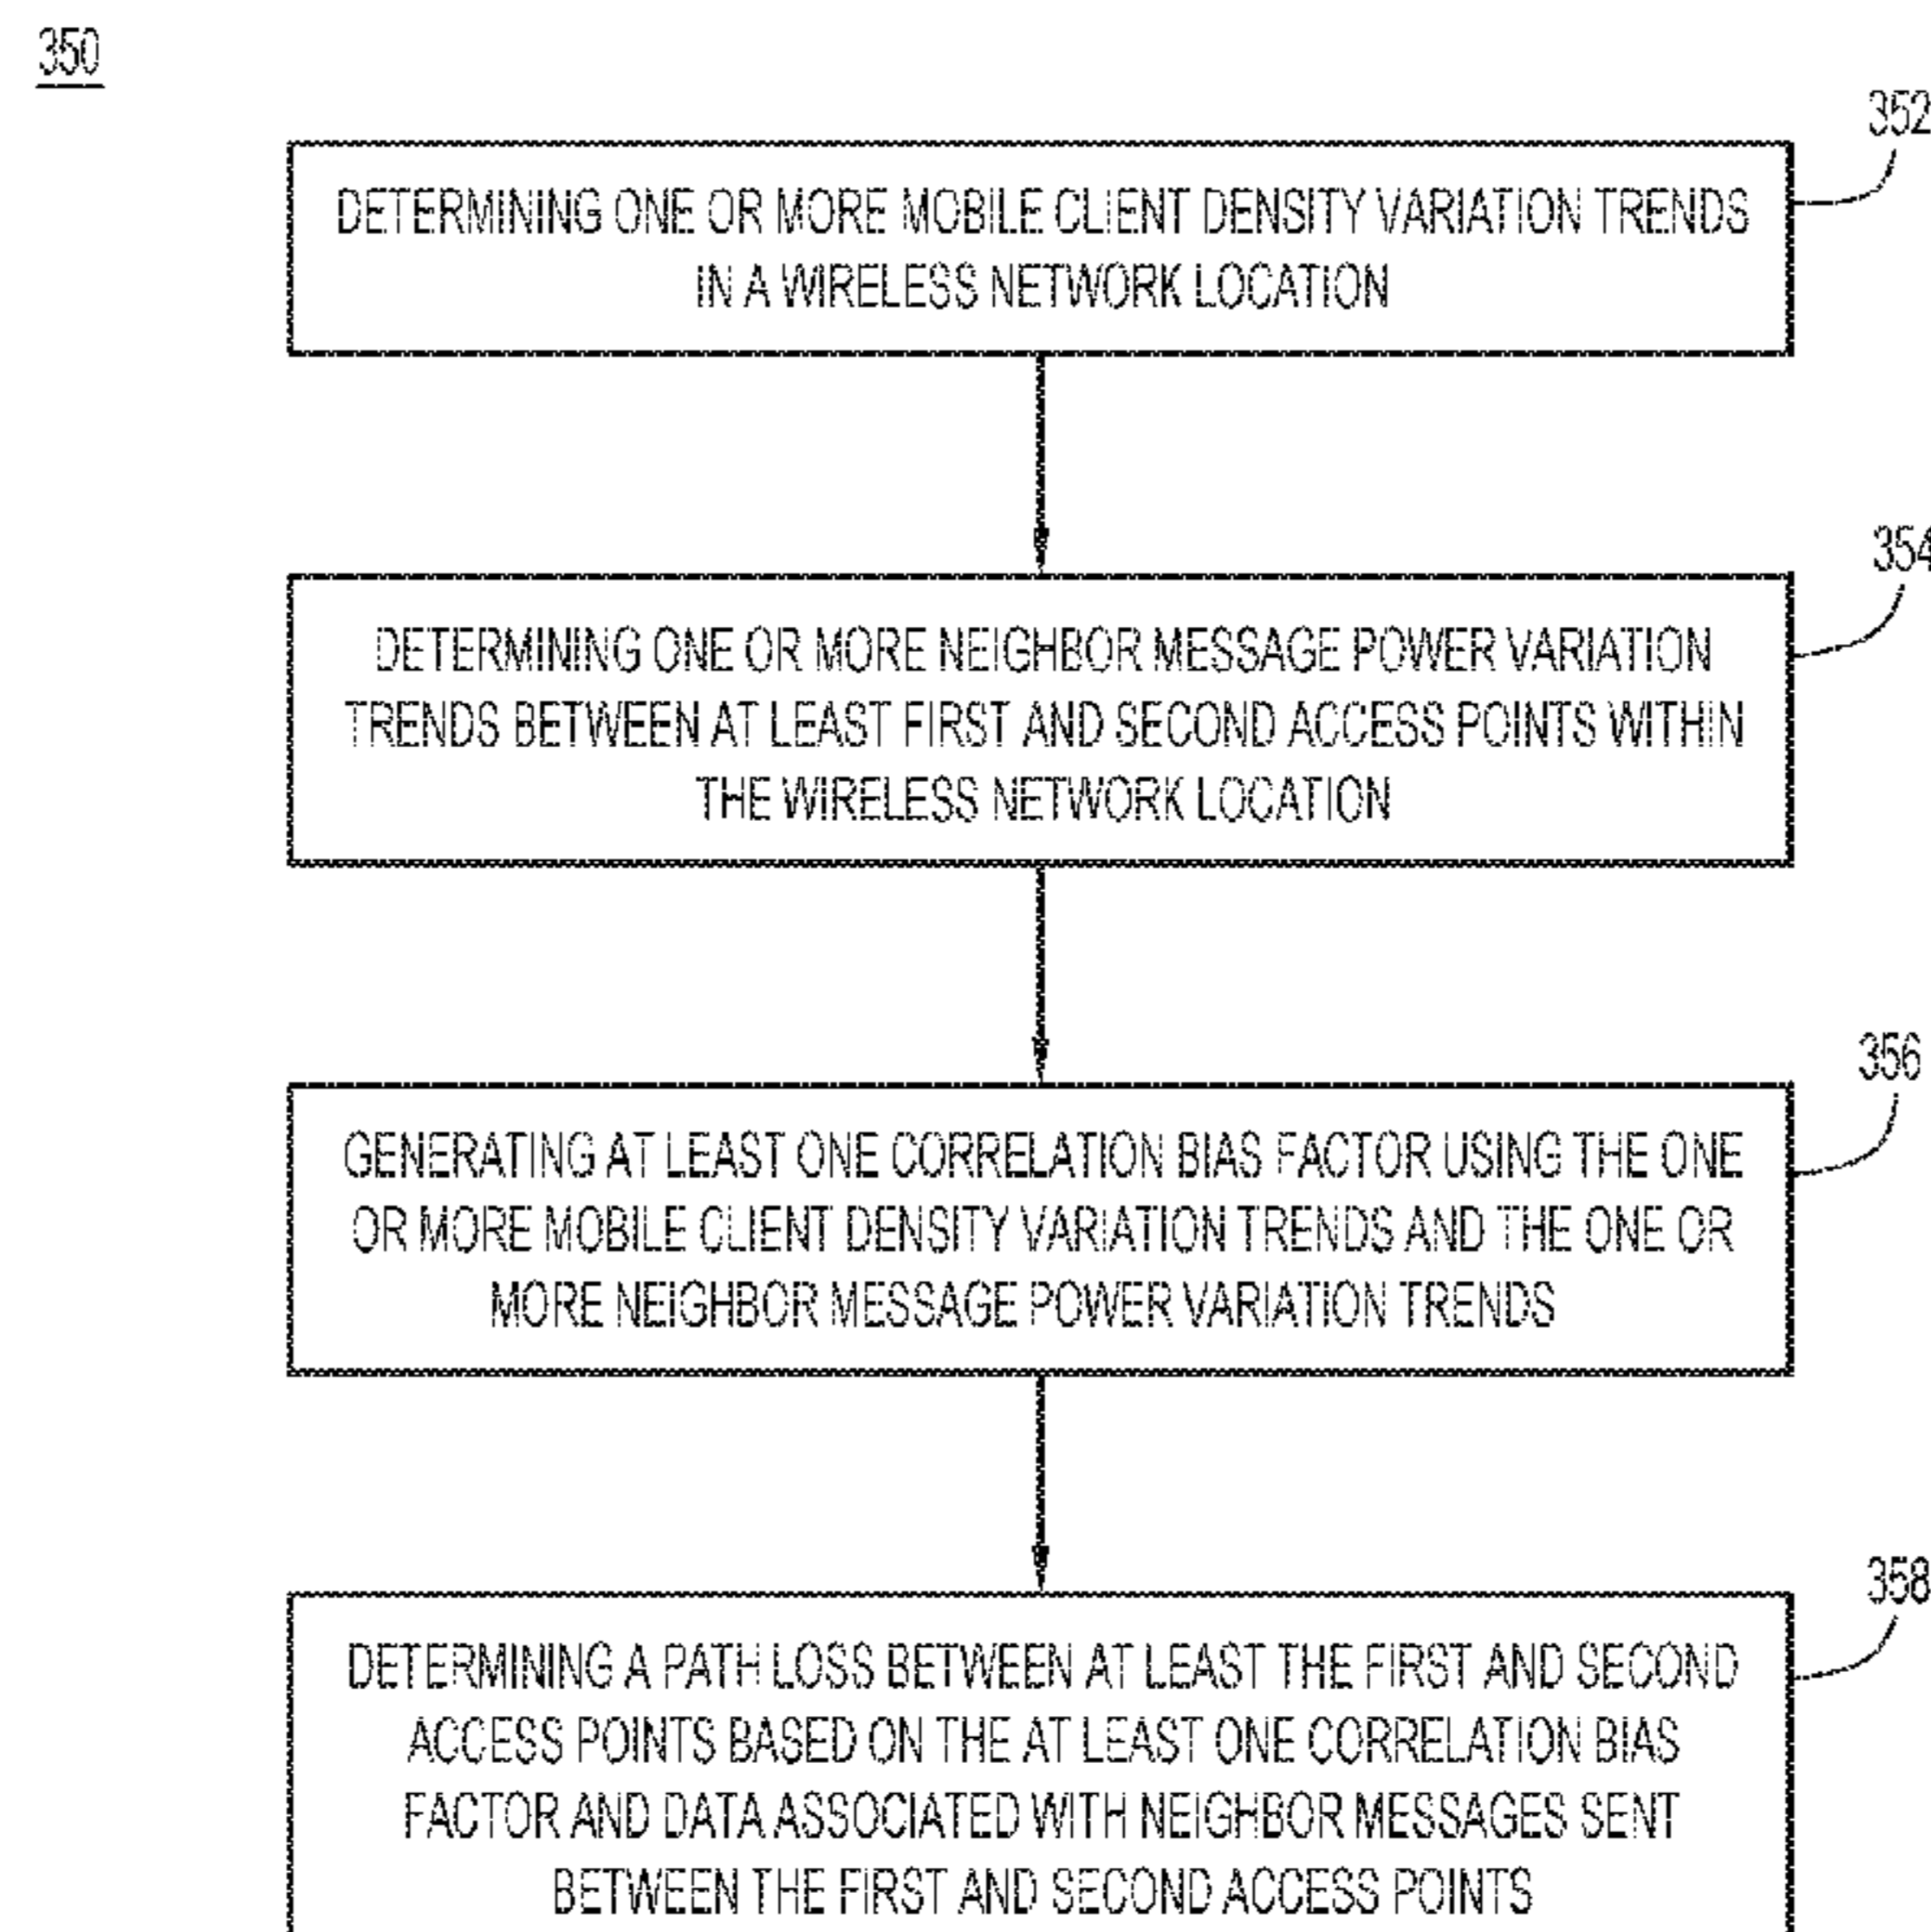 350
352
DETERMINING ONE OR MORE MOBILE CLIENT DENSITY VARIATION TRENDS
IN A WIRELESS NETWORK LOCATION
354
DETERMINING ONE OR MORE NEIGHBOR MESSAGE POWER VARIATION
TRENDS BETWEEN AT LEAST FIRST AND SECOND ACCESS POINTS WITHIN
THE WIRELESS NETWORK LOCATION
356
GENERATING AT LEAST ONE CORRELATION BIAS FACTOR USING THE ONE
OR MORE MOBILE CLIENT DENSITY VARIATION TRENDS AND THE ONE OR
MORE NEIGHBOR MESSAGE POWER VARIATION TRENDS
358
DETERMINING A PATH LOSS BETWEEN AT LEAST THE FIRST AND SECOND
ACCESS POINTS BASED ON THE AT LEAST ONE CORRELATION BIAS
FACTOR AND DATA ASSOCIATED WITH NEIGHBOR MESSAGES SENT
BETWEEN THE FIRST AND SECOND ACCESS POINTS